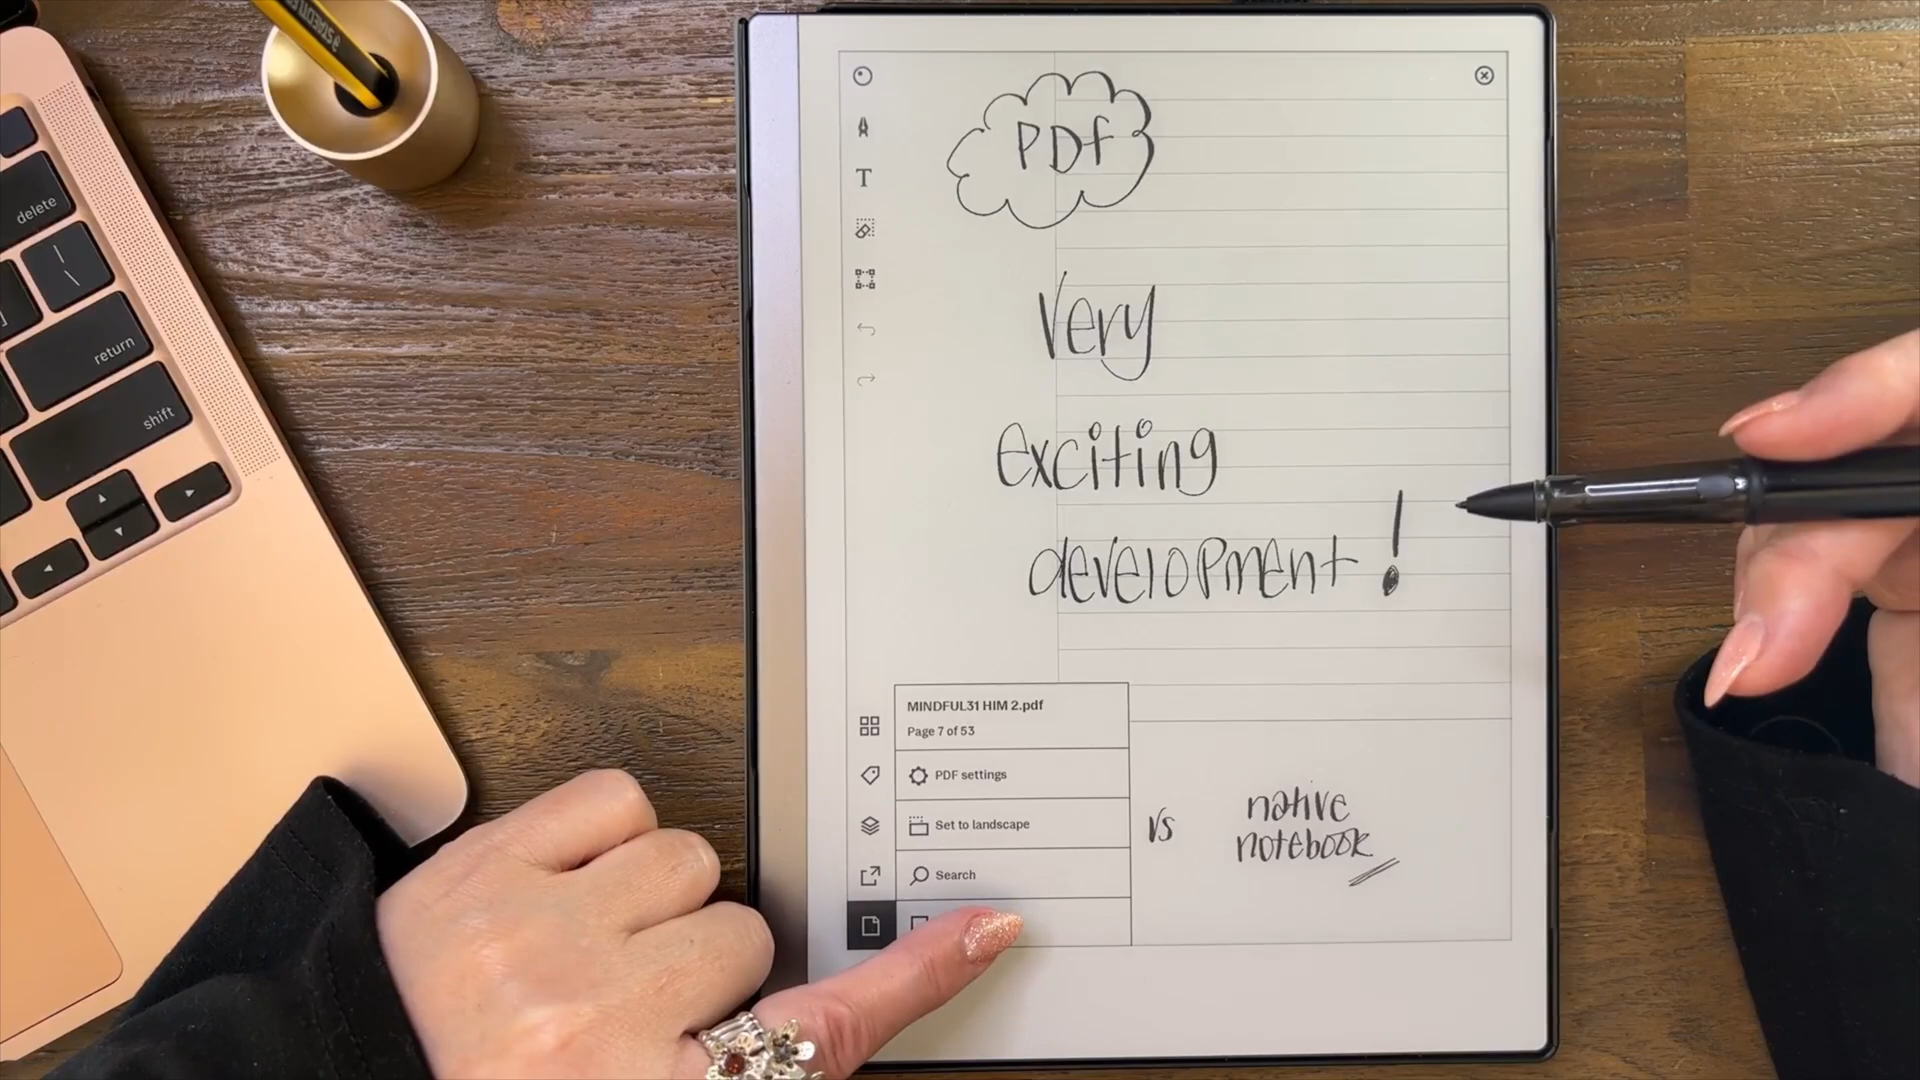 STAEDTLER
delete
return
shift
T
PDf
Very
exciting
development!
MINDFUL31 HIM 2.pdf
Page 7 of 53
PDF settings
Set to landscape
Search
vs
native
notebook